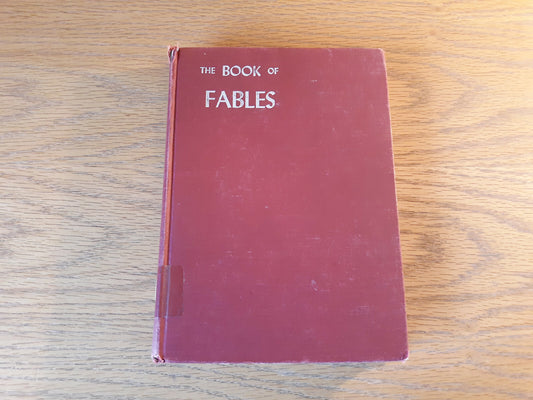 THE BOOK OF
FABLES